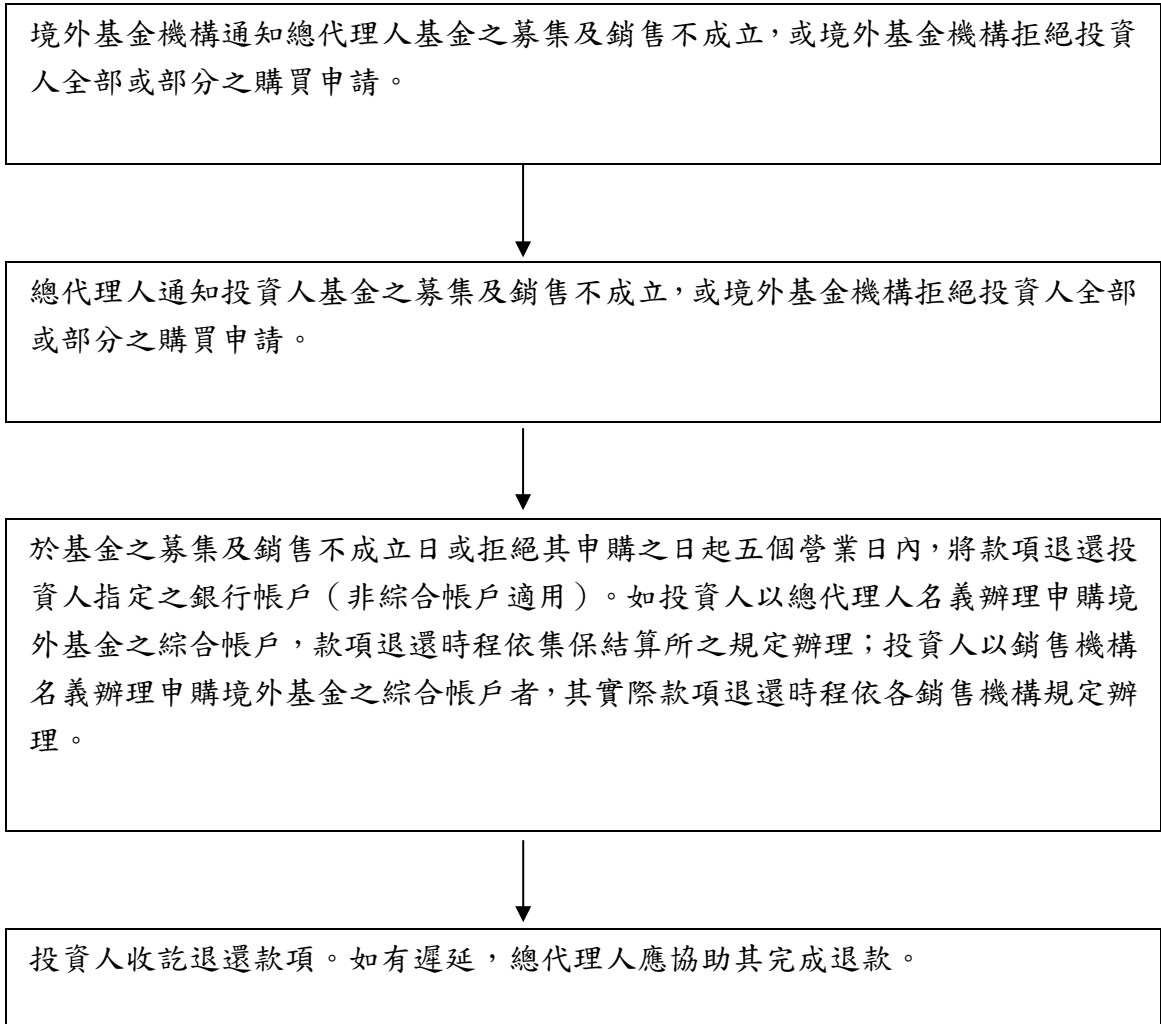 境外基金機構通知總代理人基金之募集及銷售不成立，或境外基金機構拒絕投資
人全部或部分之購買申請。
總代理人通知投資人基金之募集及銷售不成立，或境外基金機構拒絕投資人全部
或部分之購買申請。
於基金之募集及銷售不成立日或拒絕其申購之日起五個營業日內，將款項退還投
資人指定之銀行帳戶（非綜合帳戶適用）。如投資人以總代理人名義辦理申購境
外基金之綜合帳戶，款項退還時程依集保結算所之規定辦理；投資人以銷售機構
名義辦理申購境外基金之綜合帳戶者，其實際款項退還時程依各銷售機構規定辦
理。
投資人收訖退還款項。如有遲延，總代理人應協助其完成退款。